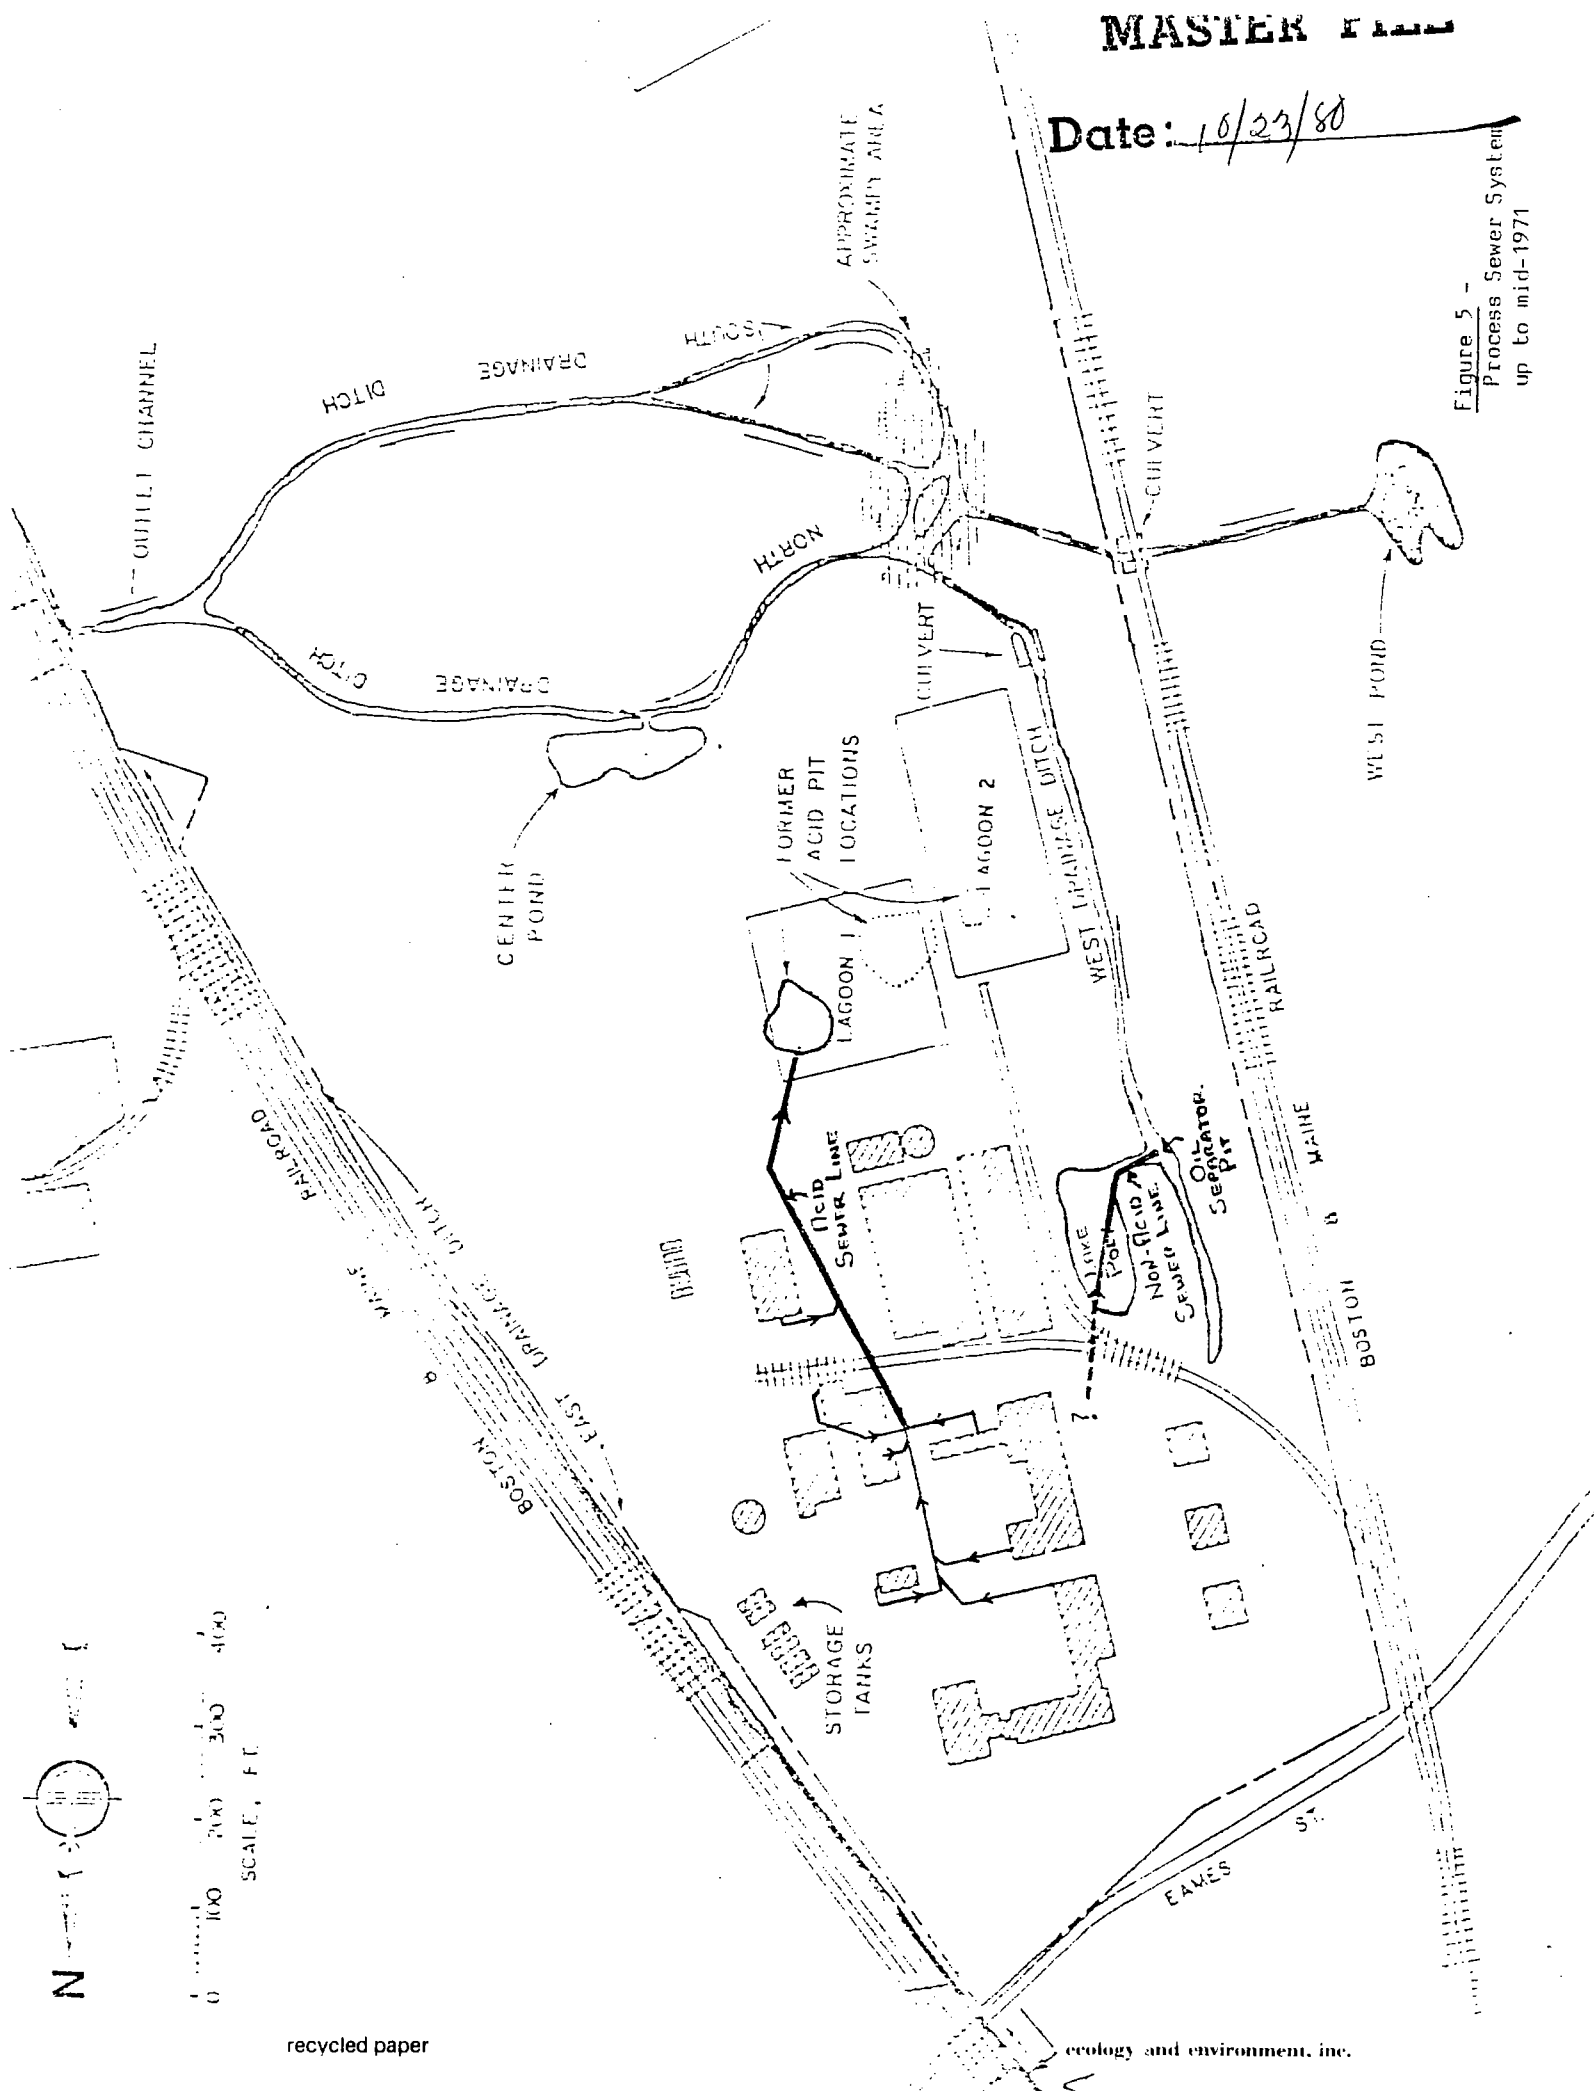 MASTER FILE
Date: 10/23/80
Figure 5 -
Process Sewer System
up to mid-1971
OUTLET CHANNEL
APPROXIMATE
SWAMPY AREA
SOUTH
DRAINAGE
DITCH
NORTH
DRAINAGE
DITCH
CULVERT
CULVERT
WEST POND
CENTER
POND
FORMER
ACID PIT
LOCATIONS
LAGOON 1
LAGOON 2
WEST DRAINAGE DITCH
RAILROAD
MAINE
&
BOSTON
RAILROAD
MAINE
&
BOSTON
EAST DRAINAGE DITCH
ACID
SEWER LINE
LAKE
POLY
NON-ACID
SEWER LINE
OIL
SEPARATOR
PIT
?
STORAGE
TANKS
EAMES ST.
N
0 100 200 300 400
SCALE, FT.
recycled paper
ecology and environment, inc.